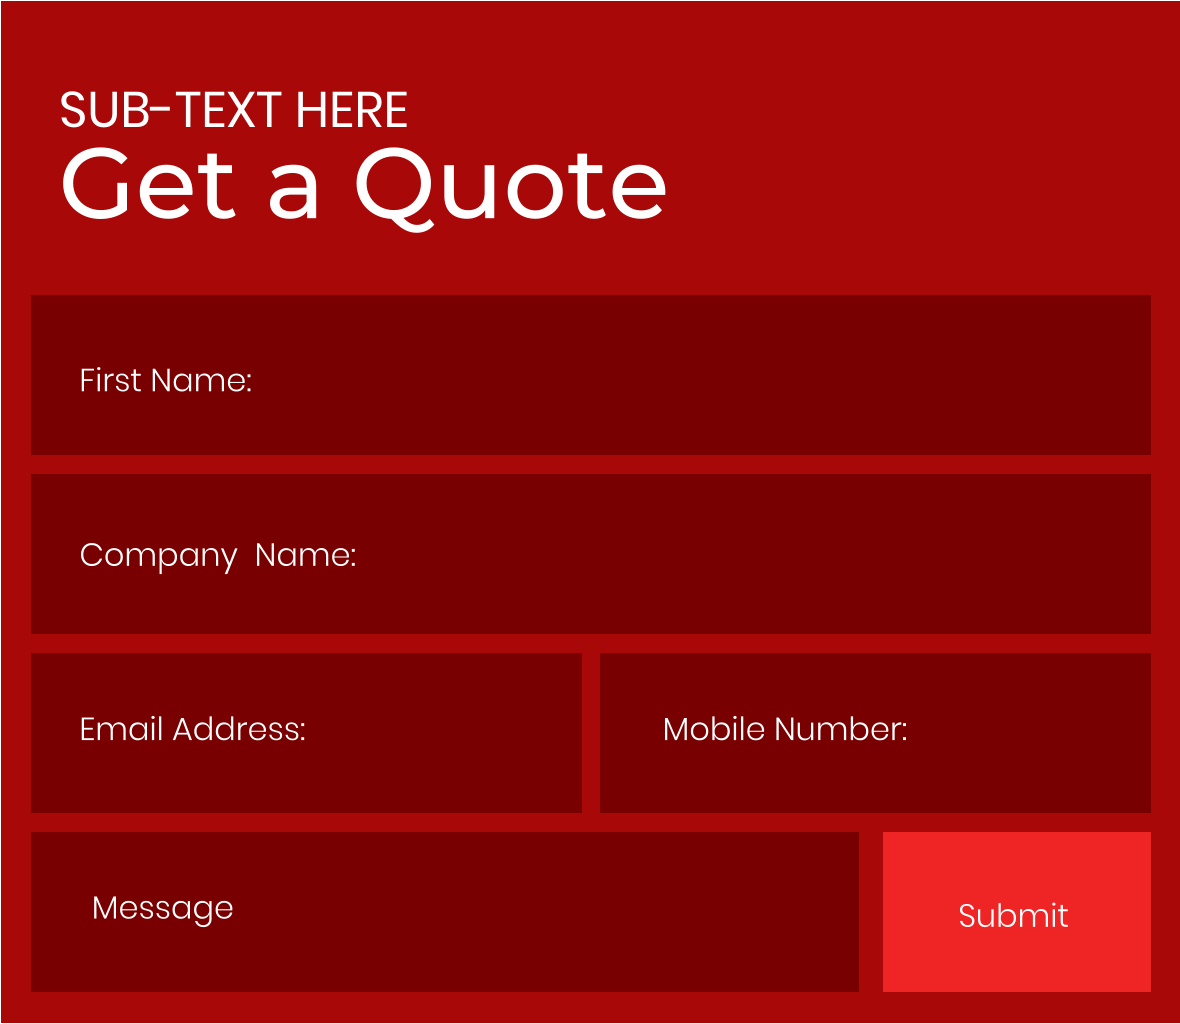 SUB-TEXT HERE
Get a Quote
First Name:
Company  Name:
Email Address:
Mobile Number:
Message
Submit